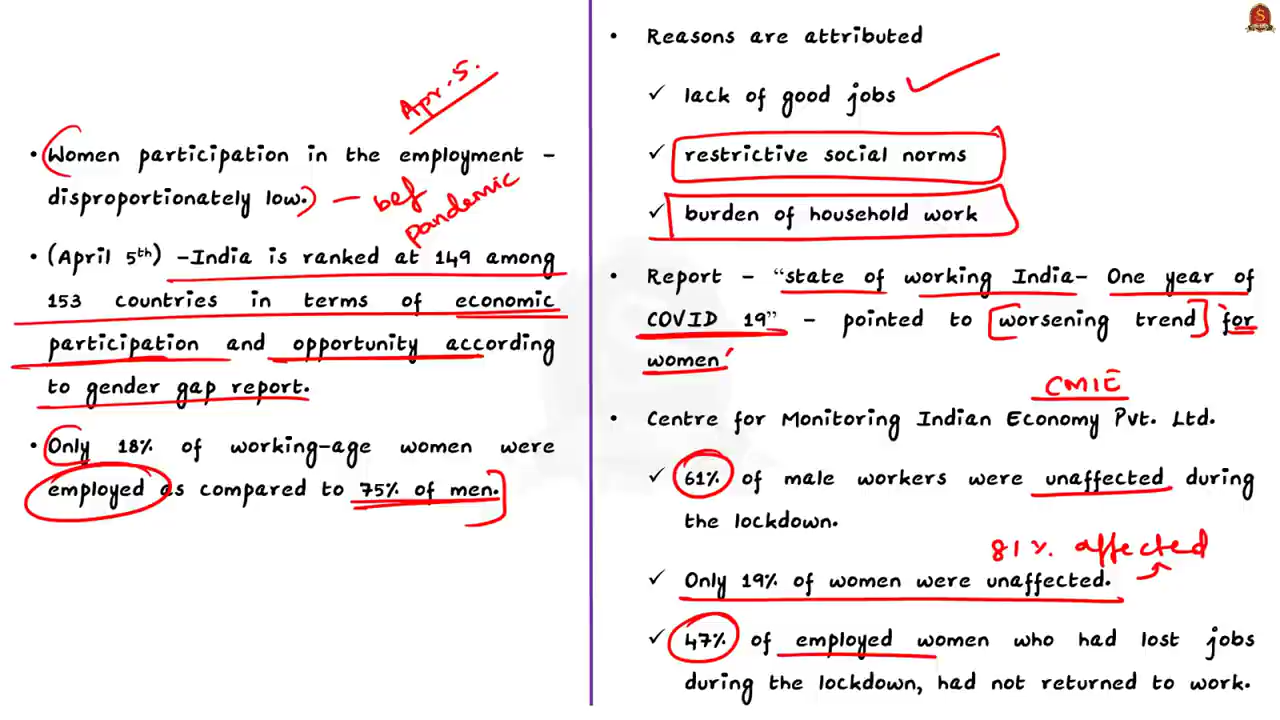 Apr. 5.
• Women participation in the employment –
disproportionately low. — bef pandemic
• (April 5th) -India is ranked at 149 among
153 countries in terms of economic
participation and opportunity according
to gender gap report.
• Only 18% of working-age women were
employed as compared to 75% of men.
• Reasons are attributed
✓ lack of good jobs
✓ restrictive social norms
✓ burden of household work
• Report – “state of working India- One year of
COVID 19” – pointed to worsening trend for
women
CMIE
• Centre for Monitoring Indian Economy Pvt. Ltd.
✓ 61% of male workers were unaffected during
the lockdown.
81% affected
✓ Only 19% of women were unaffected.
✓ 47% of employed women who had lost jobs
during the lockdown, had not returned to work.